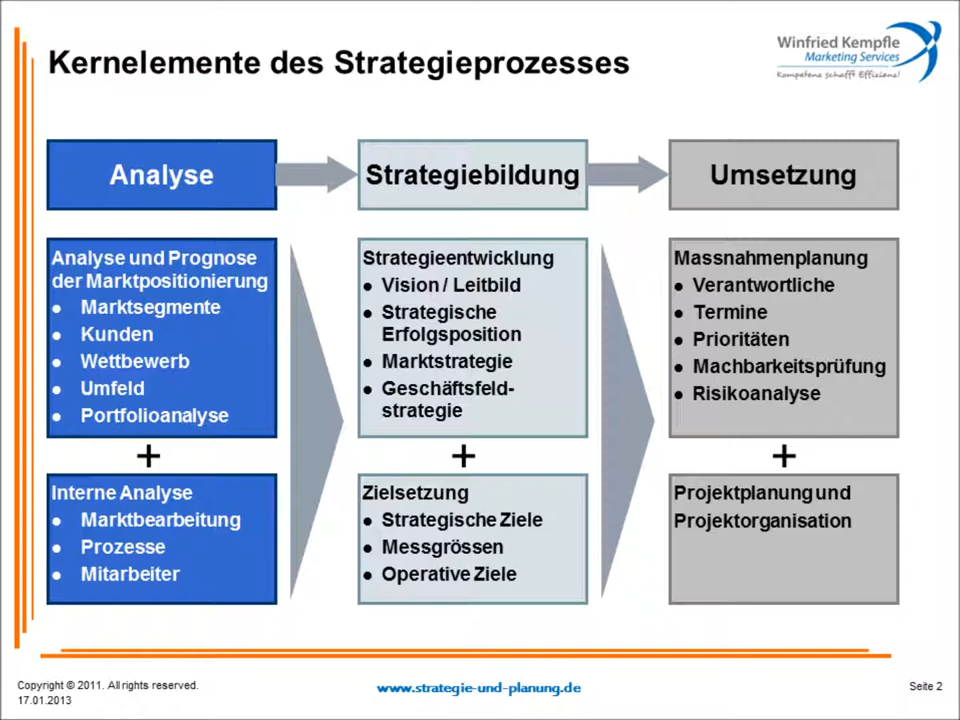 Kernelemente des Strategieprozesses
Winfried Kempfle
Marketing Services
Kompetenz schafft Effizienz!
Analyse
Strategiebildung
Umsetzung
Analyse und Prognose
der Marktpositionierung
● Marktsegmente
● Kunden
● Wettbewerb
● Umfeld
● Portfolioanalyse
+
Interne Analyse
● Marktbearbeitung
● Prozesse
● Mitarbeiter
Strategieentwicklung
● Vision / Leitbild
● Strategische
Erfolgsposition
● Marktstrategie
● Geschäftsfeld-
strategie
+
Zielsetzung
● Strategische Ziele
● Messgrössen
● Operative Ziele
Massnahmenplanung
● Verantwortliche
● Termine
● Prioritäten
● Machbarkeitsprüfung
● Risikoanalyse
+
Projektplanung und
Projektorganisation
Copyright © 2011. All rights reserved.
17.01.2013
www.strategie-und-planung.de
Seite 2